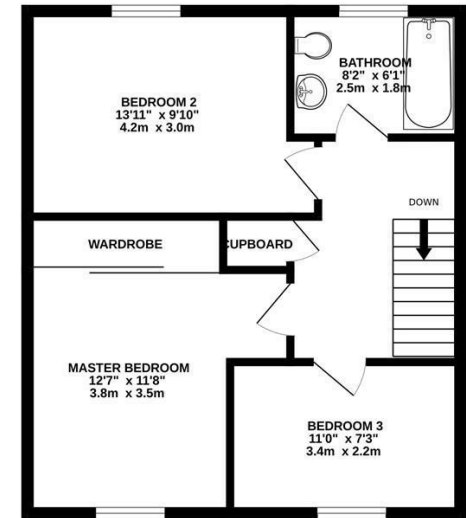 BATHROOM
8'2" x 6'1"
2.5m x 1.8m
BEDROOM 2
13'11" x 9'10"
4.2m x 3.0m
DOWN
WARDROBE
CUPBOARD
MASTER BEDROOM
12'7" x 11'8"
3.8m x 3.5m
BEDROOM 3
11'0" x 7'3"
3.4m x 2.2m